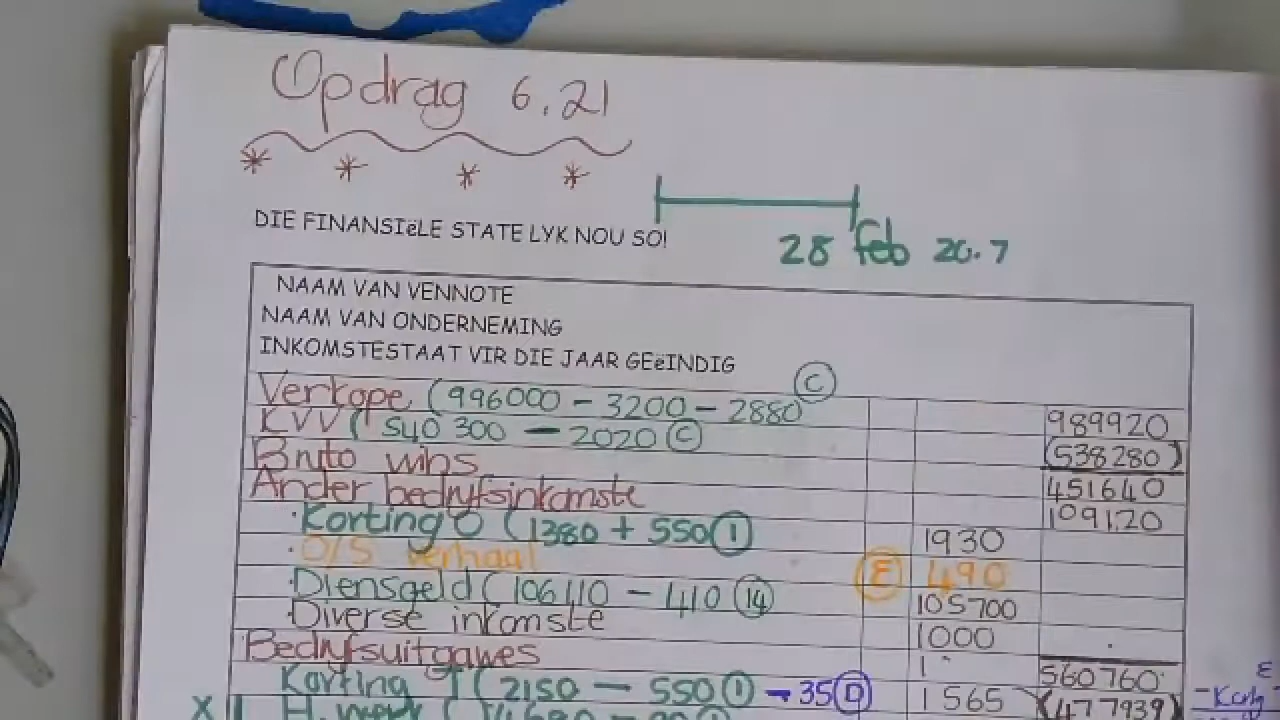 Opdrag 6.21
DIE FINANSIëLE STATE LYK NOU SO!
28 feb 20.7
NAAM VAN VENNOTE
NAAM VAN ONDERNEMING
INKOMSTESTAAT VIR DIE JAAR GEëINDIG
Verkope (996000 - 3200 - 2880) C 989920
KVV (540 300 - 2020 C (538280)
Bruto wins 451640
Ander bedryfsinkomste 109120
Korting O (1380 + 550 1 1930
O/S verhaal E 490
Diensgeld (106110 - 410 14 105700
Diverse inkomste 1000
560760
Bedryfsuitgawes (477939)
Korting T (2150 - 550 1 - 35 D 1565